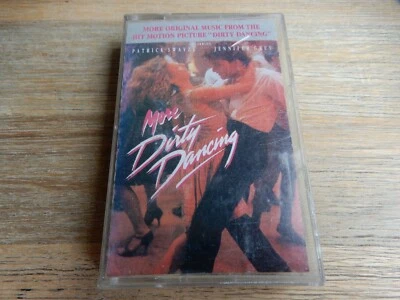 MORE ORIGINAL MUSIC FROM THE
HIT MOTION PICTURE "DIRTY DANCING"
PATRICK SWAYZE JENNIFER GREY
More
Dirty
Dancing